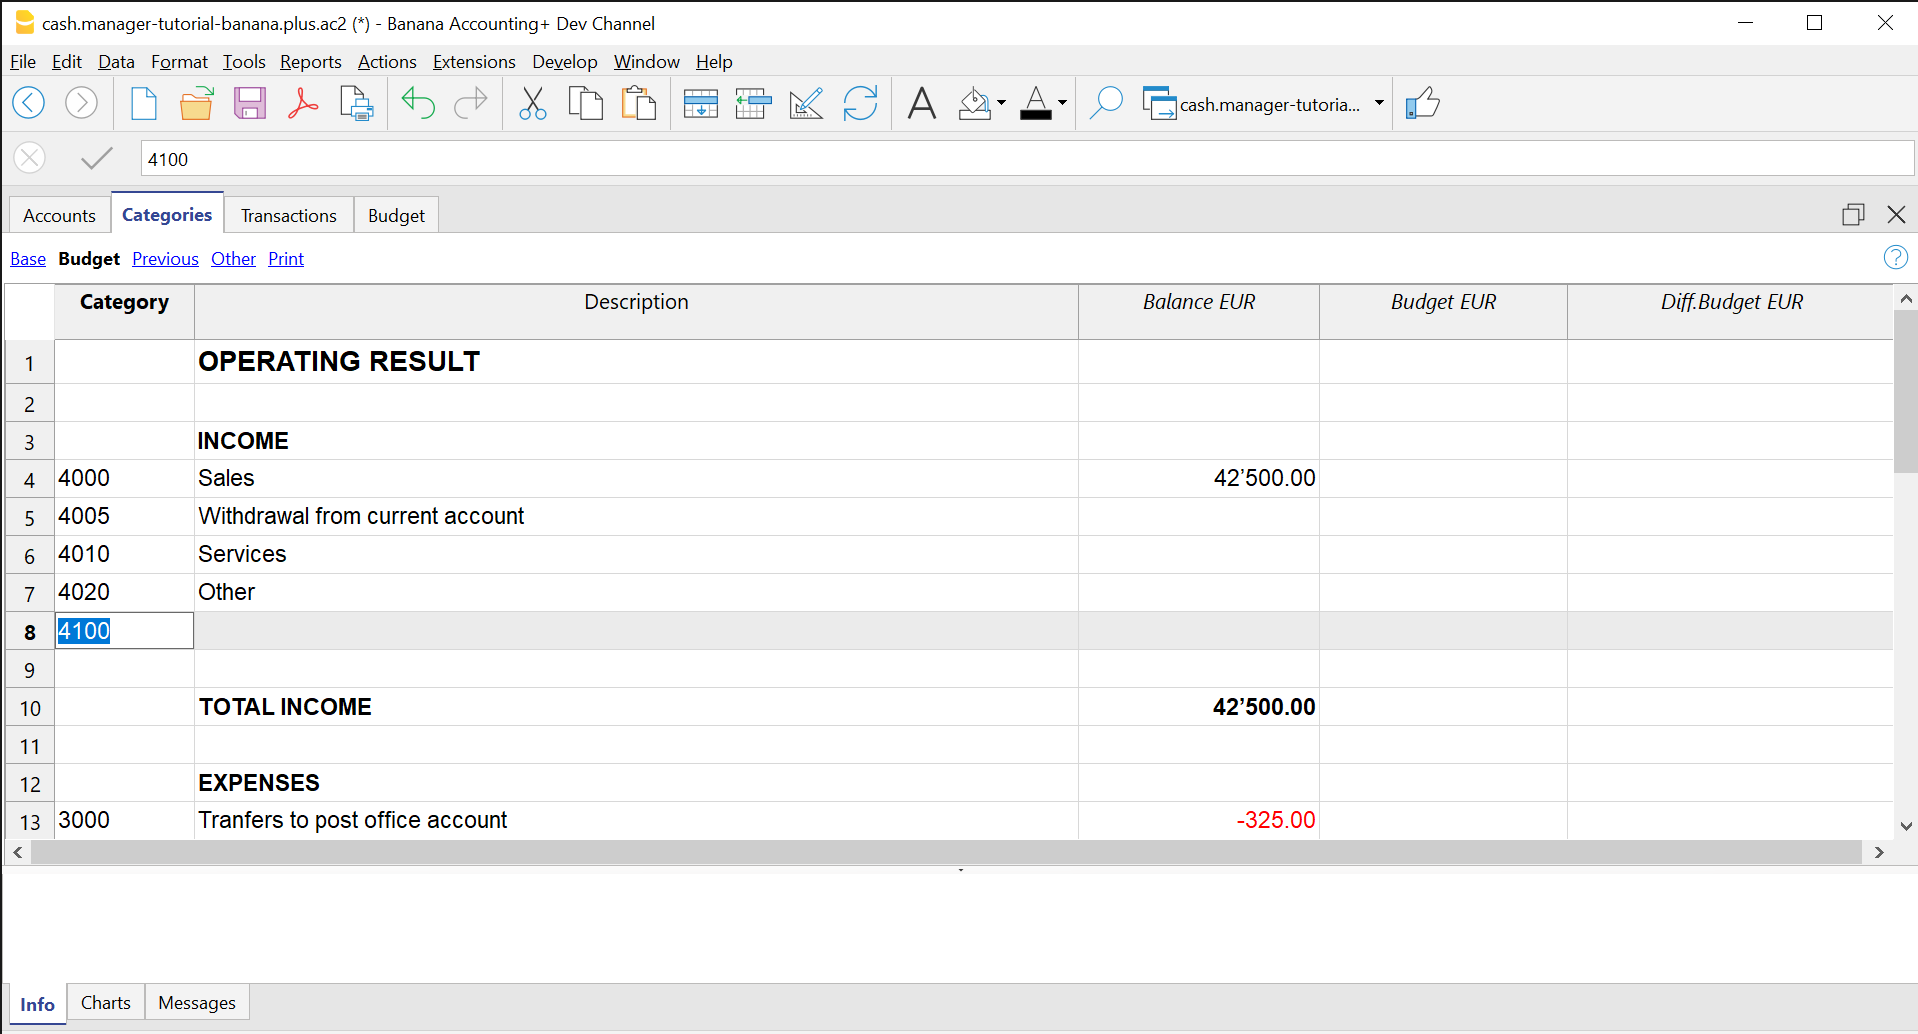 cash.manager-tutorial-banana.plus.ac2 (*) - Banana Accounting+ Dev Channel
File Edit Data Format Tools Reports Actions Extensions Develop Window Help
cash.manager-tutoria...
4100
Accounts Categories Transactions Budget
Base Budget Previous Other Print
Category Description Balance EUR Budget EUR Diff.Budget EUR
1 OPERATING RESULT
2
3 INCOME
4 4000 Sales 42’500.00
5 4005 Withdrawal from current account
6 4010 Services
7 4020 Other
8 4100
9
10 TOTAL INCOME 42’500.00
11
12 EXPENSES
13 3000 Tranfers to post office account -325.00
Info Charts Messages